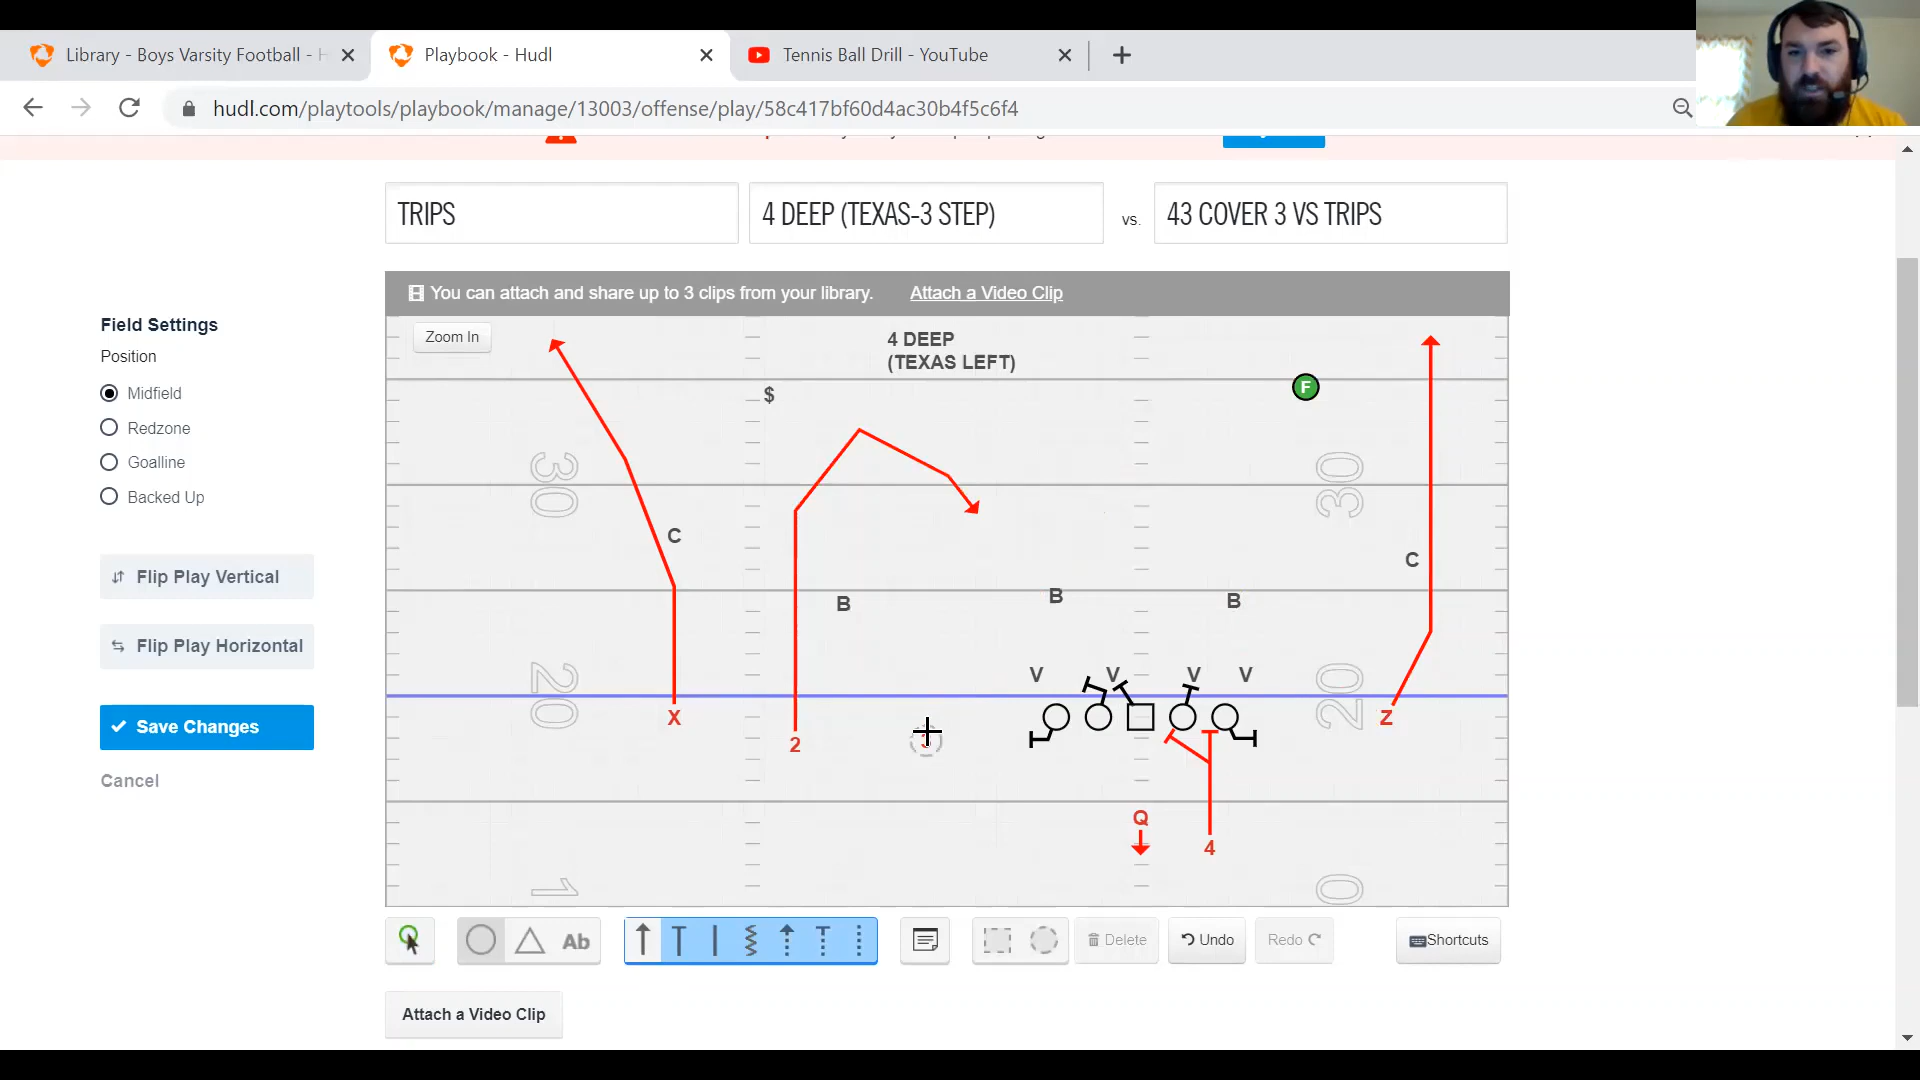 Library - Boys Varsity Football - H
Playbook - Hudl
Tennis Ball Drill - YouTube
hudl.com/playtools/playbook/manage/13003/offense/play/58c417bf60d4ac30b4f5c6f4
TRIPS
4 DEEP (TEXAS-3 STEP)
vs.
43 COVER 3 VS TRIPS
You can attach and share up to 3 clips from your library.
Attach a Video Clip
Field Settings
Position
Midfield
Redzone
Goalline
Backed Up
Flip Play Vertical
Flip Play Horizontal
Save Changes
Cancel
Zoom In
4 DEEP
(TEXAS LEFT)
$
F
30
30
C
C
B
B
B
V
V
V
V
20
20
X
2
Z
Q
4
1
0
Ab
Delete
Undo
Redo
Shortcuts
Attach a Video Clip